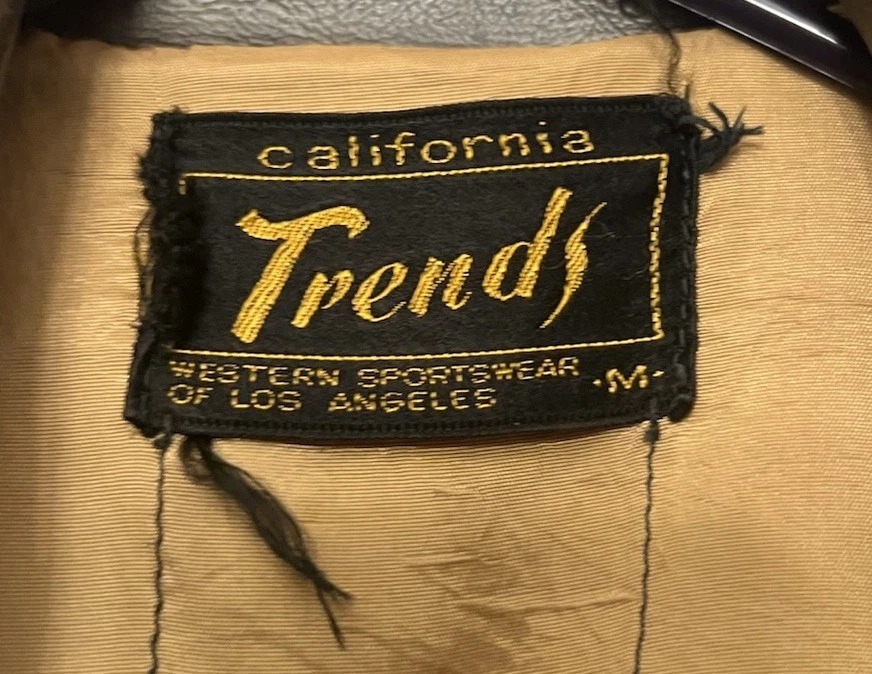 california
Trends
WESTERN SPORTSWEAR
OF LOS ANGELES
·M·